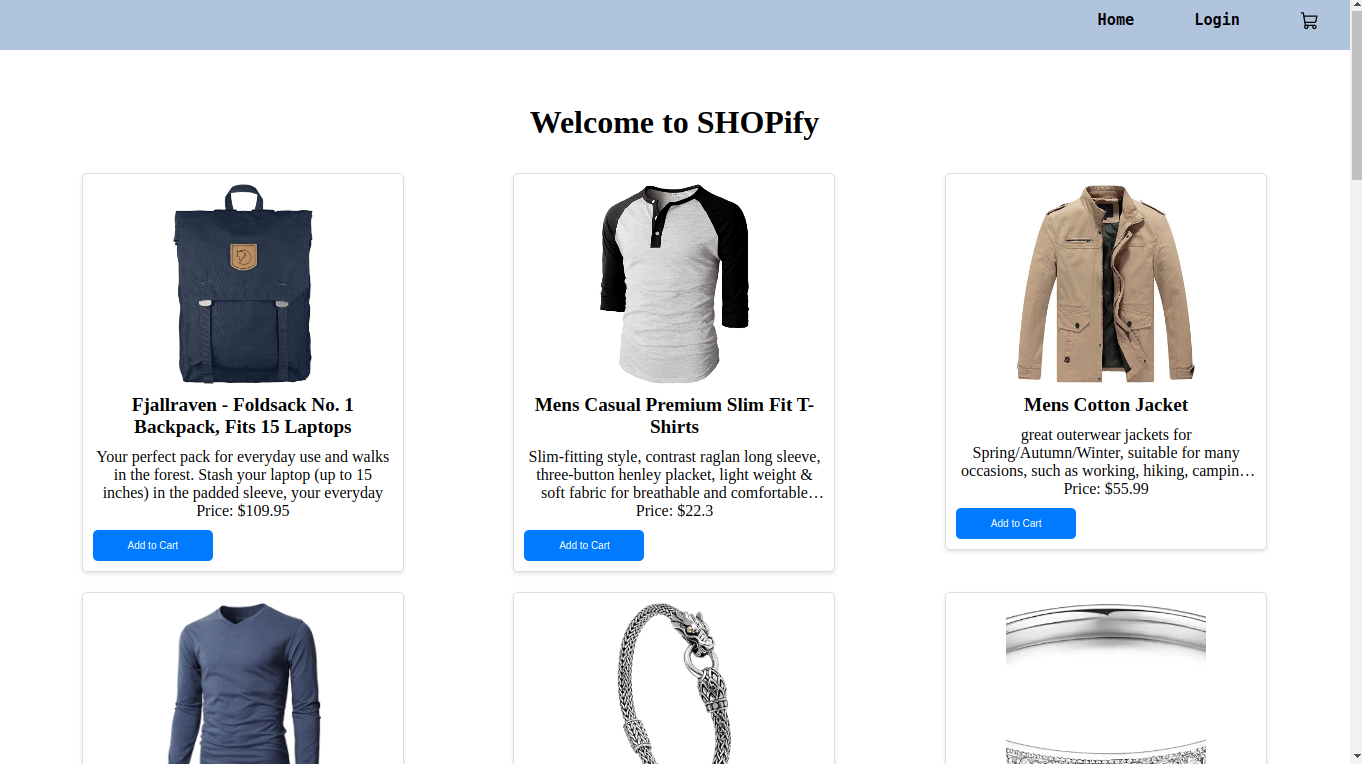 Home Login
Welcome to SHOPify
Fjallraven - Foldsack No. 1
Backpack, Fits 15 Laptops
Your perfect pack for everyday use and walks
in the forest. Stash your laptop (up to 15
inches) in the padded sleeve, your everyday
Price: $109.95
Add to Cart
Mens Casual Premium Slim Fit T-
Shirts
Slim-fitting style, contrast raglan long sleeve,
three-button henley placket, light weight &
soft fabric for breathable and comfortable…
Price: $22.3
Add to Cart
Mens Cotton Jacket
great outerwear jackets for
Spring/Autumn/Winter, suitable for many
occasions, such as working, hiking, campin…
Price: $55.99
Add to Cart